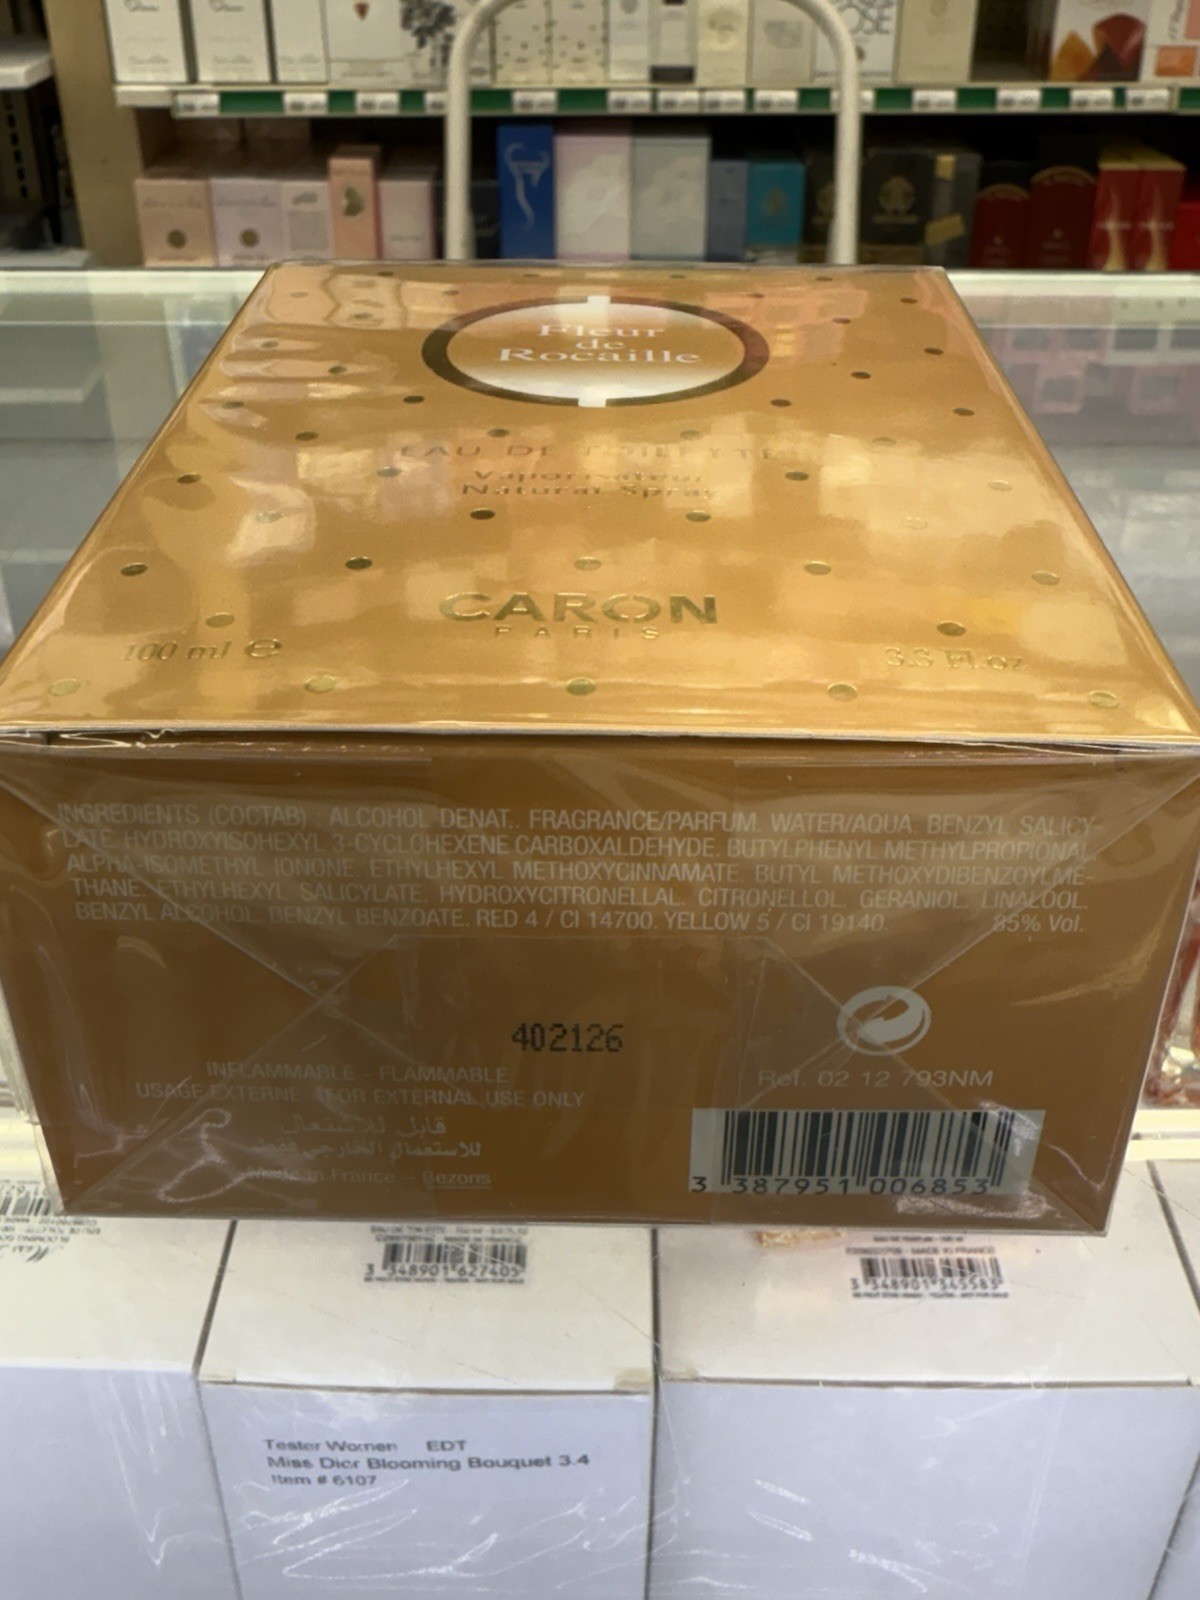 Fleur
de
Rocaille
EAU DE TOILETTE
Vaporisateur
Natural Spray
CARON
PARIS
100 ml ℮
3.3 Fl.oz
INGREDIENTS (COCTAB) : ALCOHOL DENAT.. FRAGRANCE/PARFUM. WATER/AQUA. BENZYL SALICY-
LATE. HYDROXYISOHEXYL 3-CYCLOHEXENE CARBOXALDEHYDE. BUTYLPHENYL METHYLPROPIONAL.
ALPHA-ISOMETHYL IONONE. ETHYLHEXYL METHOXYCINNAMATE. BUTYL METHOXYDIBENZOYLME-
THANE. ETHYLHEXYL SALICYLATE. HYDROXYCITRONELLAL. CITRONELLOL. GERANIOL. LINALOOL.
BENZYL ALCOHOL. BENZYL BENZOATE. RED 4 / CI 14700. YELLOW 5 / CI 19140. 85% Vol.
402126
INFLAMMABLE - FLAMMABLE
USAGE EXTERNE - FOR EXTERNAL USE ONLY
قابل للاشتعال
للاستعمال الخارجي فقط
Made in France - Bezons
Ref. 02 12 793NM
3 387951 006853
3 348901 627405
MADE IN FRANCE
3 348901 345583
Tester Women EDT
Miss Dior Blooming Bouquet 3.4
Item # 6107